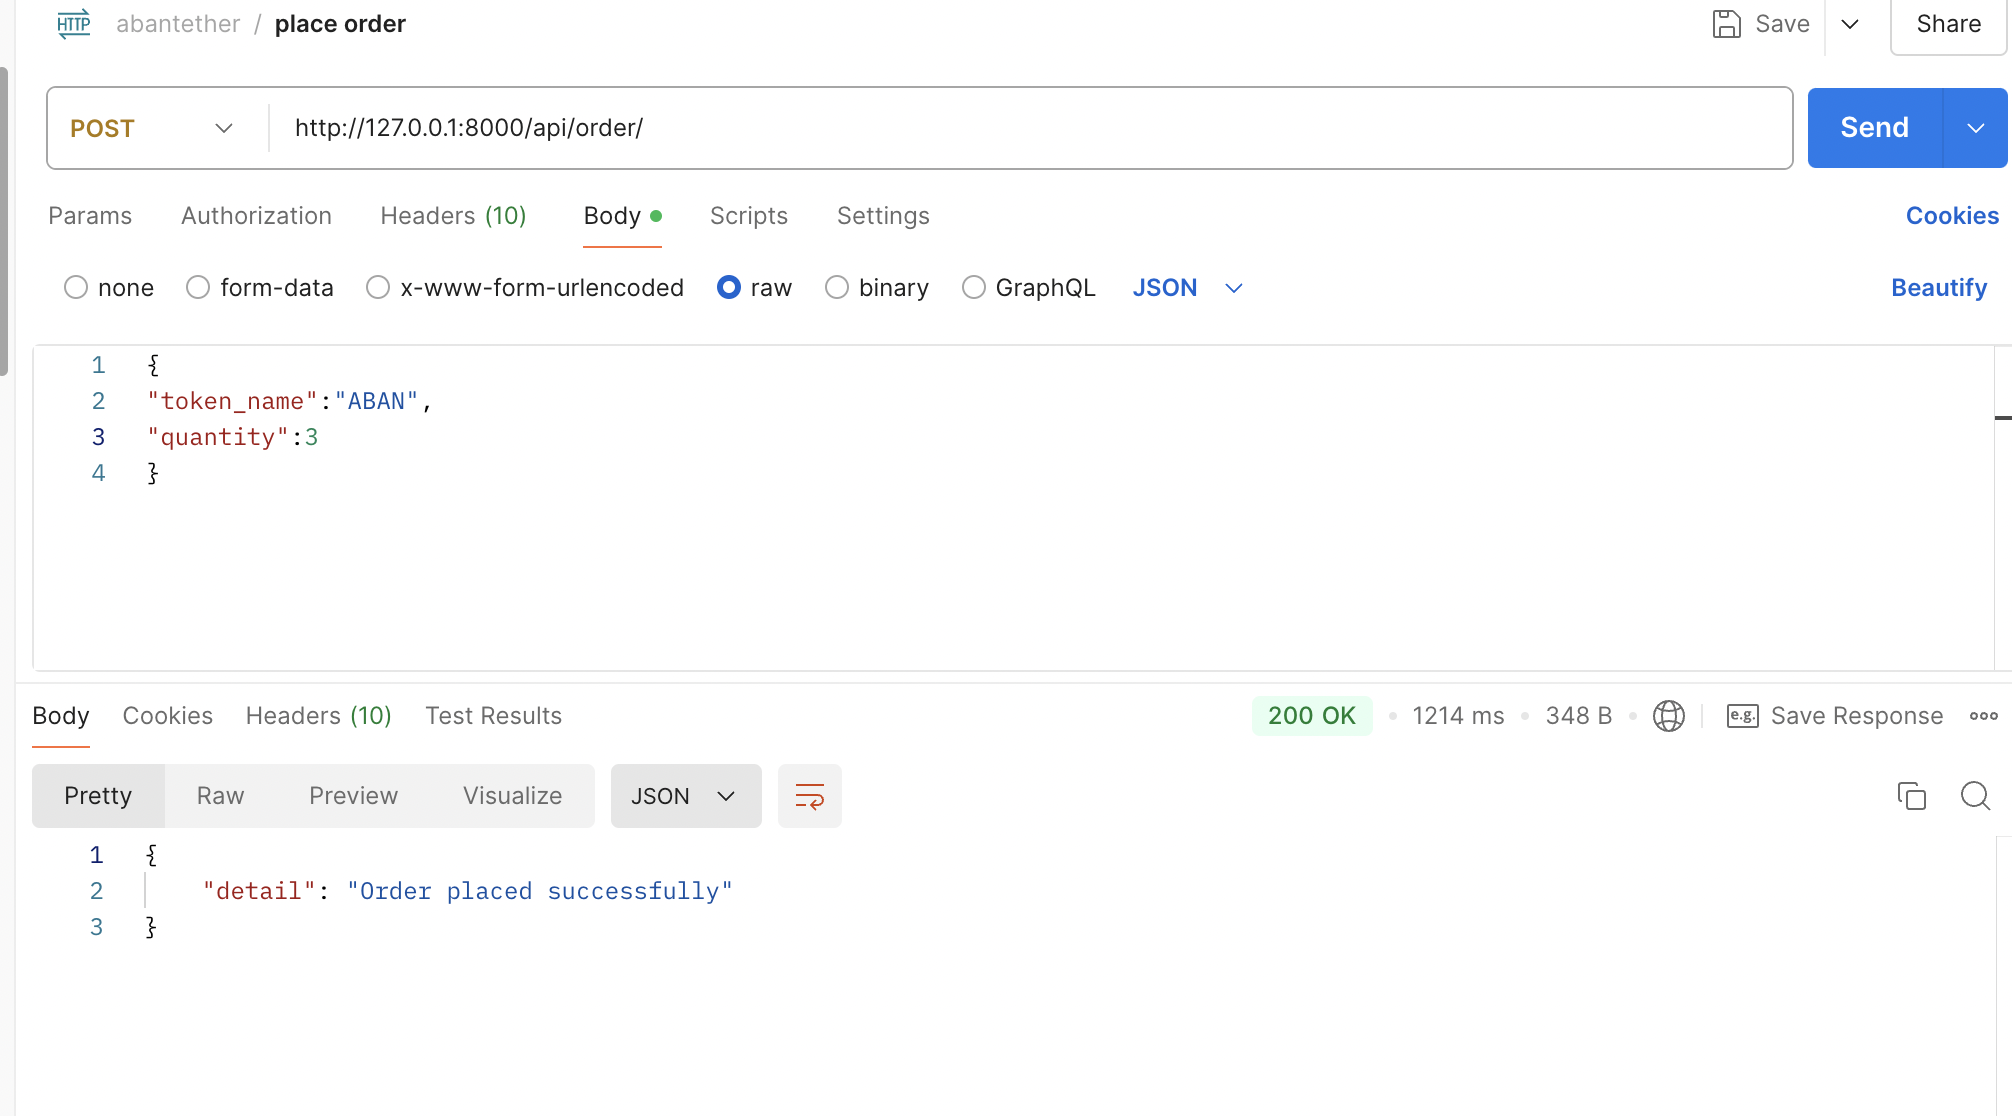 HTTP abantether / place order Save Share
POST http://127.0.0.1:8000/api/order/ Send
Params Authorization Headers (10) Body Scripts Settings Cookies
none form-data x-www-form-urlencoded raw binary GraphQL JSON Beautify
1 {
2 "token_name":"ABAN",
3 "quantity":3
4 }
Body Cookies Headers (10) Test Results 200 OK • 1214 ms • 348 B • e.g. Save Response
Pretty Raw Preview Visualize JSON
1 {
2 "detail": "Order placed successfully"
3 }